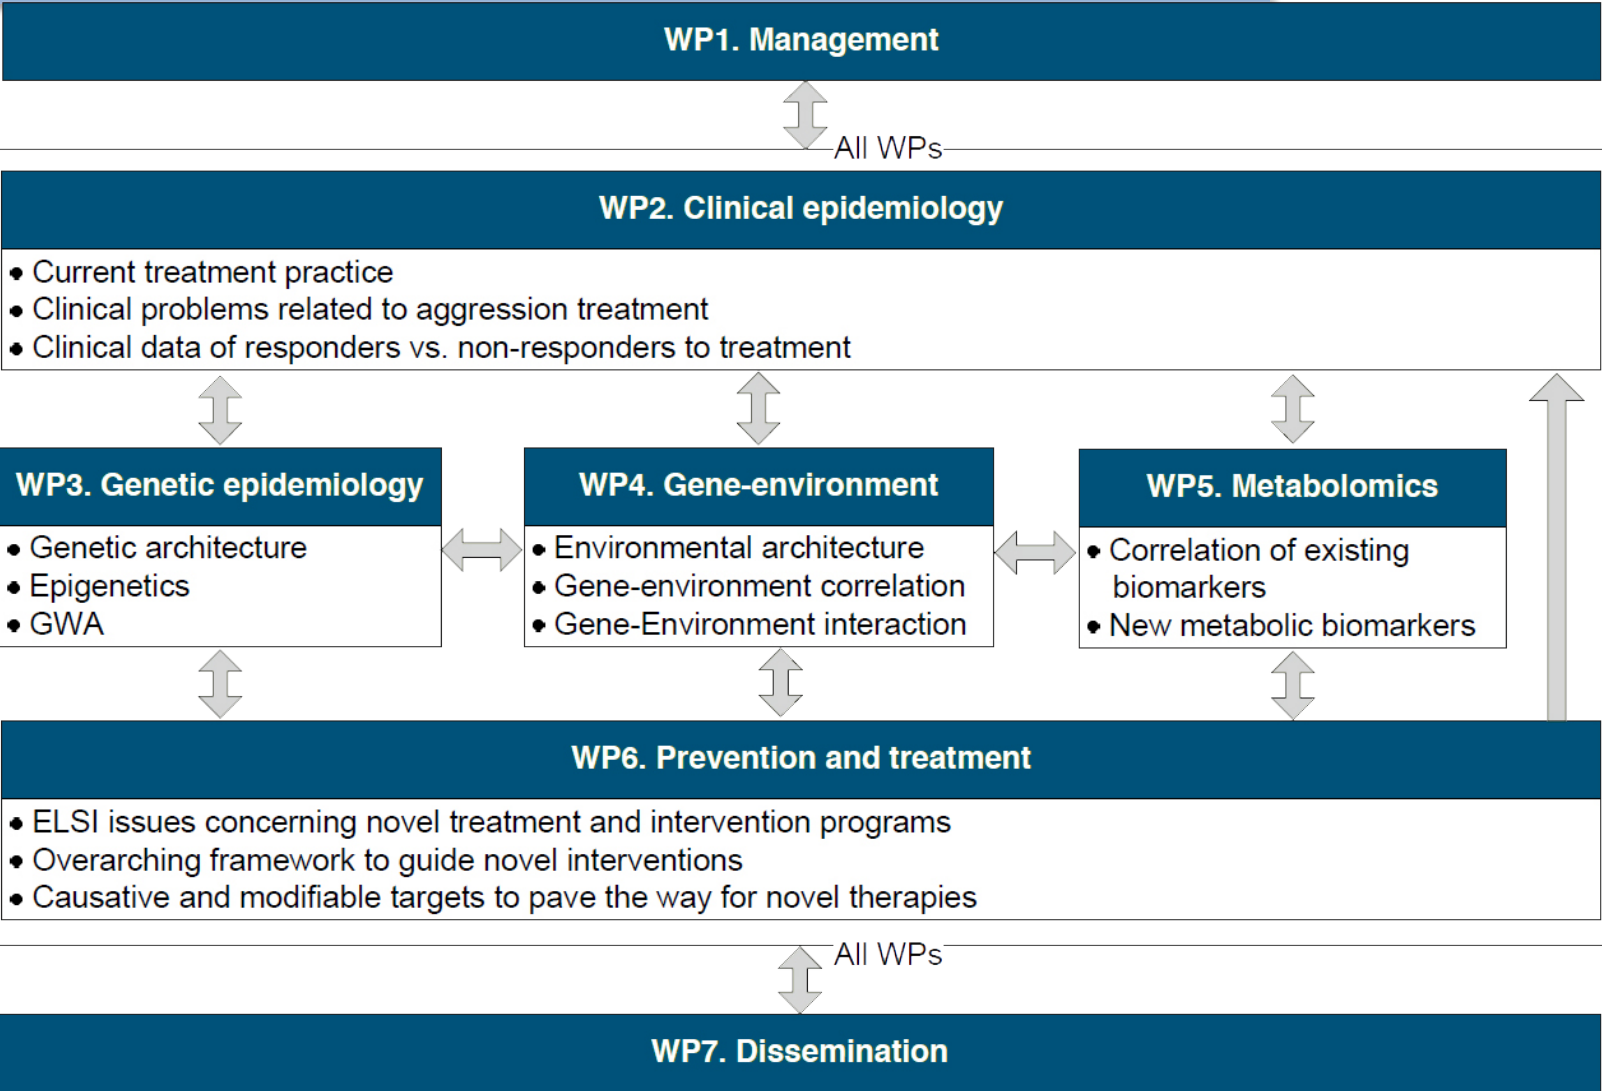 WP1. Management
All WPs
WP2. Clinical epidemiology
• Current treatment practice
• Clinical problems related to aggression treatment
• Clinical data of responders vs. non-responders to treatment
WP3. Genetic epidemiology
• Genetic architecture
• Epigenetics
• GWA
WP4. Gene-environment
• Environmental architecture
• Gene-environment correlation
• Gene-Environment interaction
WP5. Metabolomics
• Correlation of existing
biomarkers
• New metabolic biomarkers
WP6. Prevention and treatment
• ELSI issues concerning novel treatment and intervention programs
• Overarching framework to guide novel interventions
• Causative and modifiable targets to pave the way for novel therapies
All WPs
WP7. Dissemination